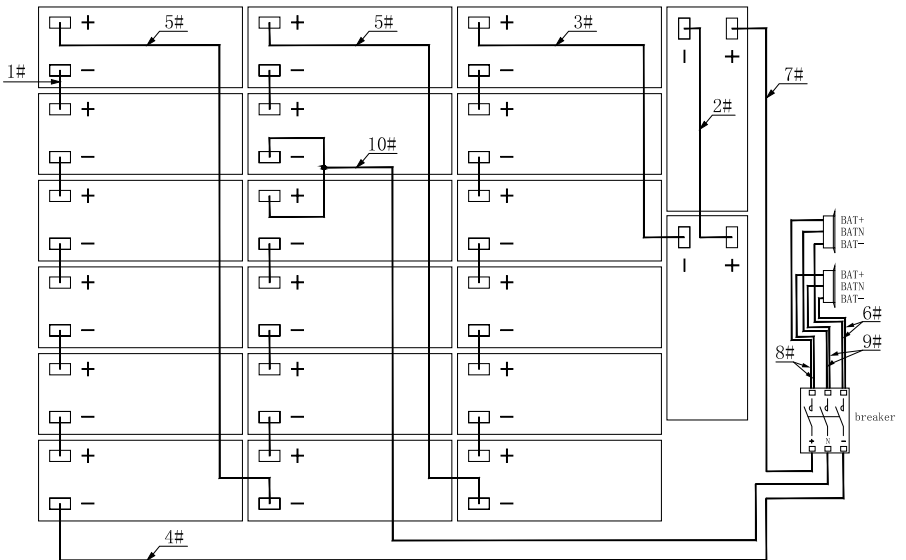 5# 5# 3#
+ + +
1# − − − − + 7#
+ + + 2#
− − 10# −
+ + +
− − − − +
BAT+
BATN
BAT−
+ + +
BAT+
BATN
BAT−
− − − 6#
+ + + 8# 9#
− − −
breaker
+ N −
+ + +
− − −
4#